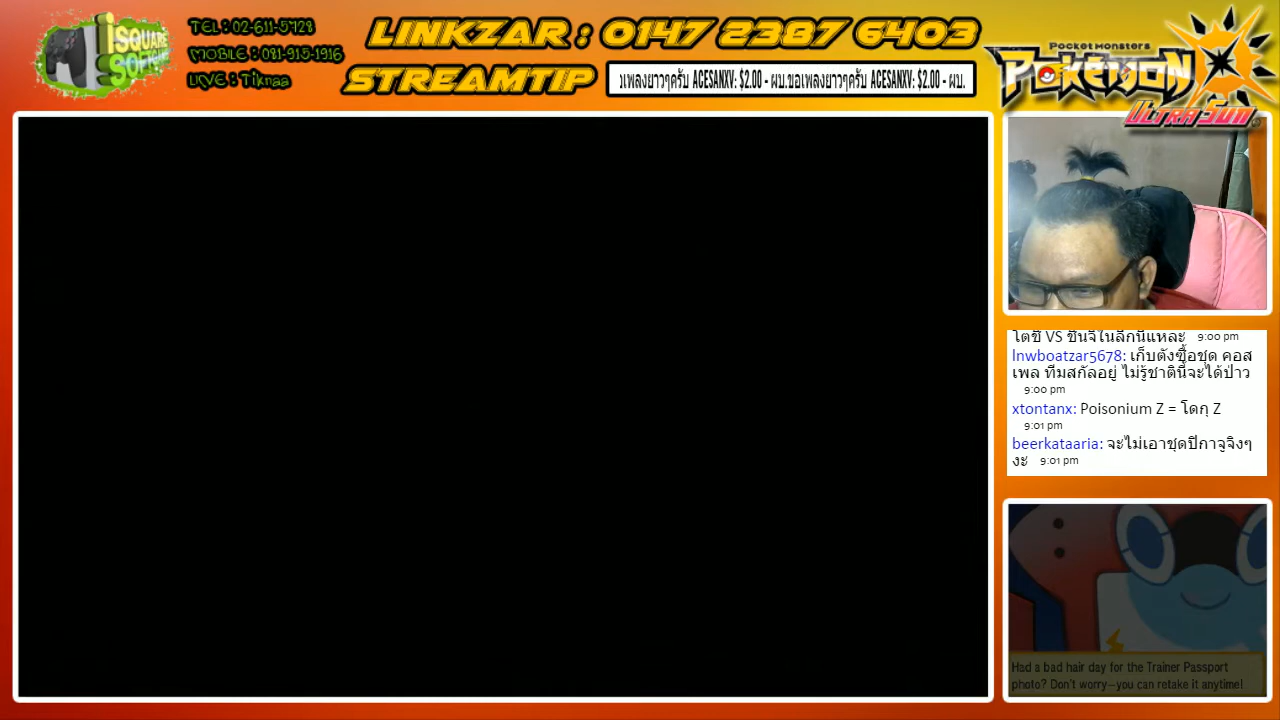 iSQUARE
SOFTGAME
TEL : 02-611-5728
MOBILE : 081-915-1916
LINE : Tiknaa
LINKZAR : 0147 2387 6403
STREAMTIP
งเพลงยาวๆครับ ACESANXV: $2.00 - ผบ.ขอเพลงยาวๆครับ ACESANXV: $2.00 - ผบ.
POCKET MONSTERS
POKÉMON
ULTRA SUN
โตชิ VS ชินจิในลีกนี้แหละ 9:00 pm
lnwboatzar5678: เก็บตังซื้อชุด คอส
เพล ทีมสกัลอยู่ ไม่รู้ชาตินี้จะได้ป่าว
9:00 pm
xtontanx: Poisonium Z = โดกุ Z
9:01 pm
beerkataaria: จะไม่เอาชุดปิกาจูจิงๆ
งะ 9:01 pm
Had a bad hair day for the Trainer Passport
photo? Don't worry—you can retake it anytime!